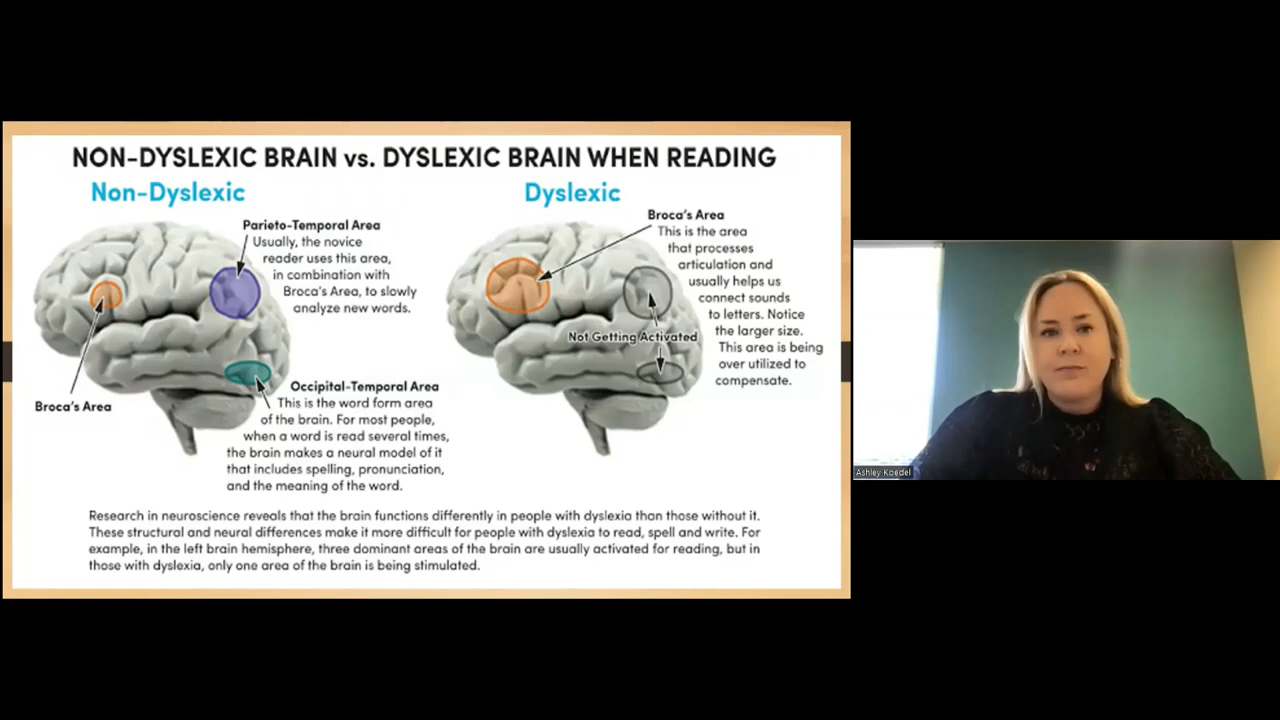 NON-DYSLEXIC BRAIN vs. DYSLEXIC BRAIN WHEN READING
Non-Dyslexic
Parieto-Temporal Area
Usually, the novice
reader uses this area,
in combination with
Broca's Area, to slowly
analyze new words.
Broca's Area
Occipital-Temporal Area
This is the word form area
of the brain. For most people,
when a word is read several times,
the brain makes a neural model of it
that includes spelling, pronunciation,
and the meaning of the word.
Dyslexic
Broca's Area
This is the area
that processes
articulation and
usually helps us
connect sounds
to letters. Notice
the larger size.
This area is being
over utilized to
compensate.
Not Getting Activated
Research in neuroscience reveals that the brain functions differently in people with dyslexia than those without it.
These structural and neural differences make it more difficult for people with dyslexia to read, spell and write. For
example, in the left brain hemisphere, three dominant areas of the brain are usually activated for reading, but in
those with dyslexia, only one area of the brain is being stimulated.
Ashley Koedel